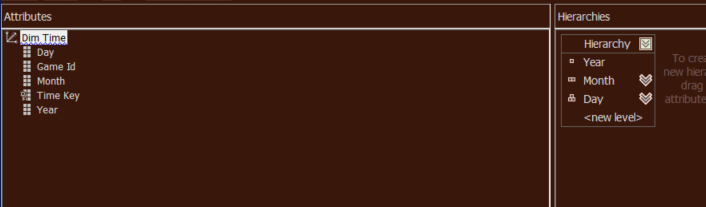 Attributes
Dim Time
Day
Game Id
Month
Time Key
Year
Hierarchies
Hierarchy
Year
Month
Day
<new level>
To crea
new hiera
drag
attribute